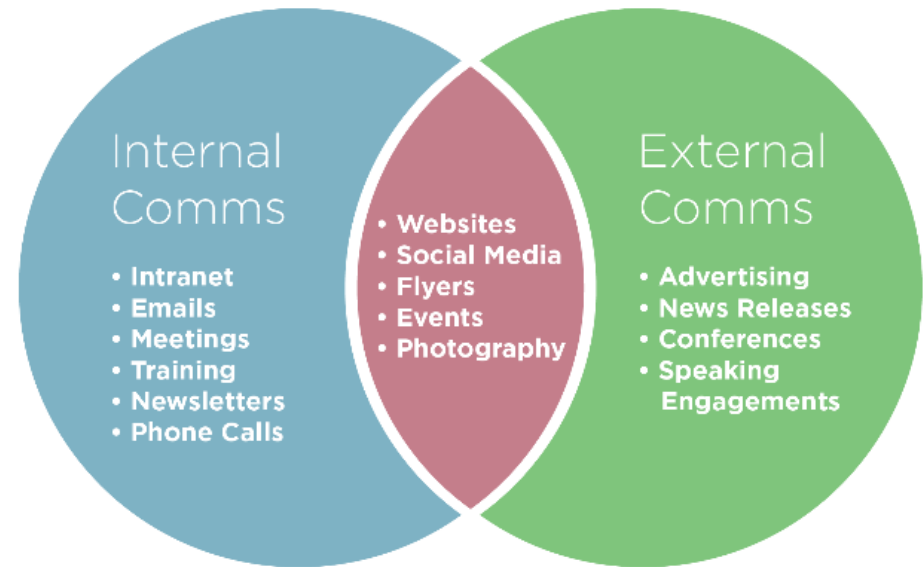 Internal
Comms
• Intranet
• Emails
• Meetings
• Training
• Newsletters
• Phone Calls
• Websites
• Social Media
• Flyers
• Events
• Photography
External
Comms
• Advertising
• News Releases
• Conferences
• Speaking
Engagements